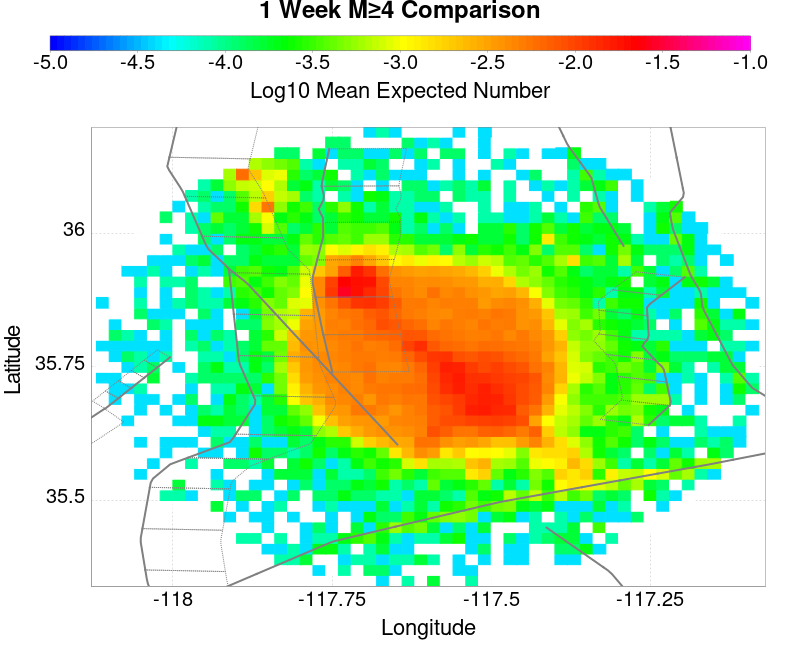 1 Week M≥4 Comparison
-5.0 -4.5 -4.0 -3.5 -3.0 -2.5 -2.0 -1.5 -1.0
Log10 Mean Expected Number
36
35.75
35.5
Latitude
-118 -117.75 -117.5 -117.25
Longitude